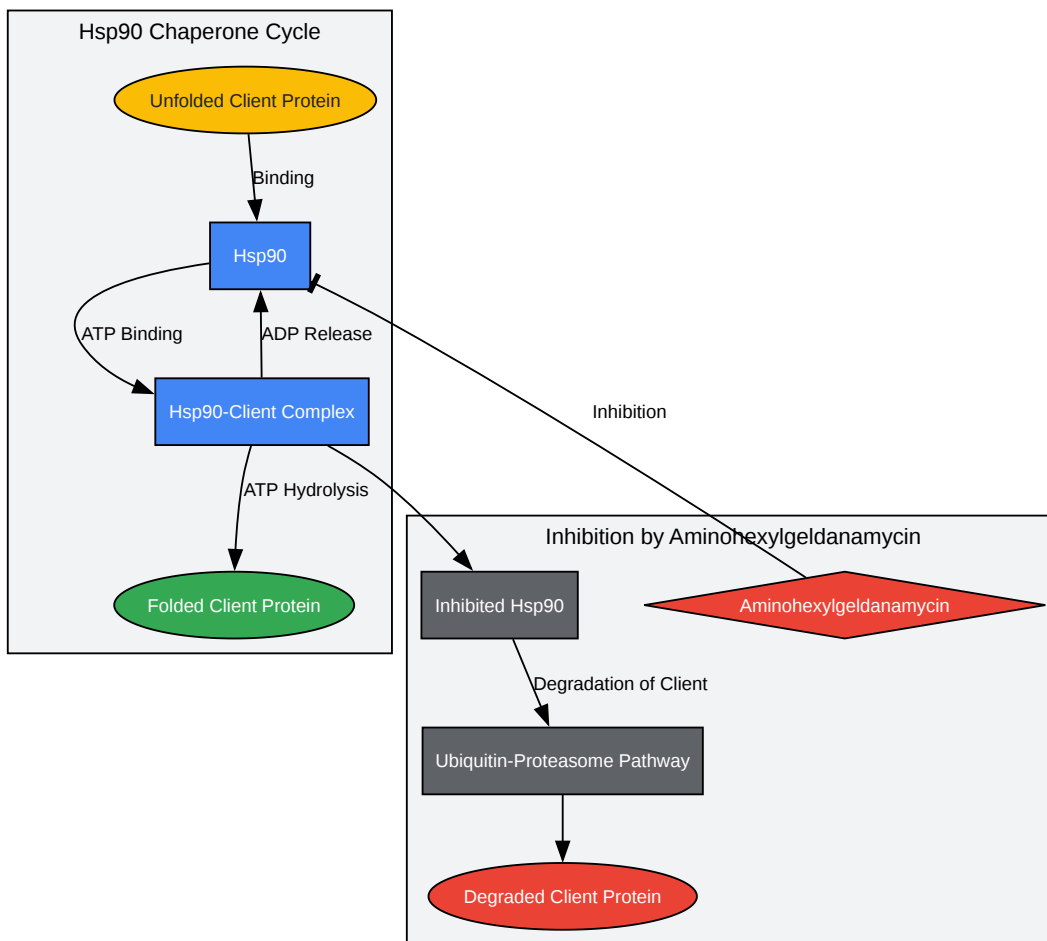 Hsp90 Chaperone Cycle
Unfolded Client Protein
Binding
Hsp90
ATP Binding
ADP Release
Hsp90-Client Complex
Inhibition
ATP Hydrolysis
Inhibition by Aminohexylgeldanamycin
Folded Client Protein
Inhibited Hsp90
Aminohexylgeldanamycin
Degradation of Client
Ubiquitin-Proteasome Pathway
Degraded Client Protein